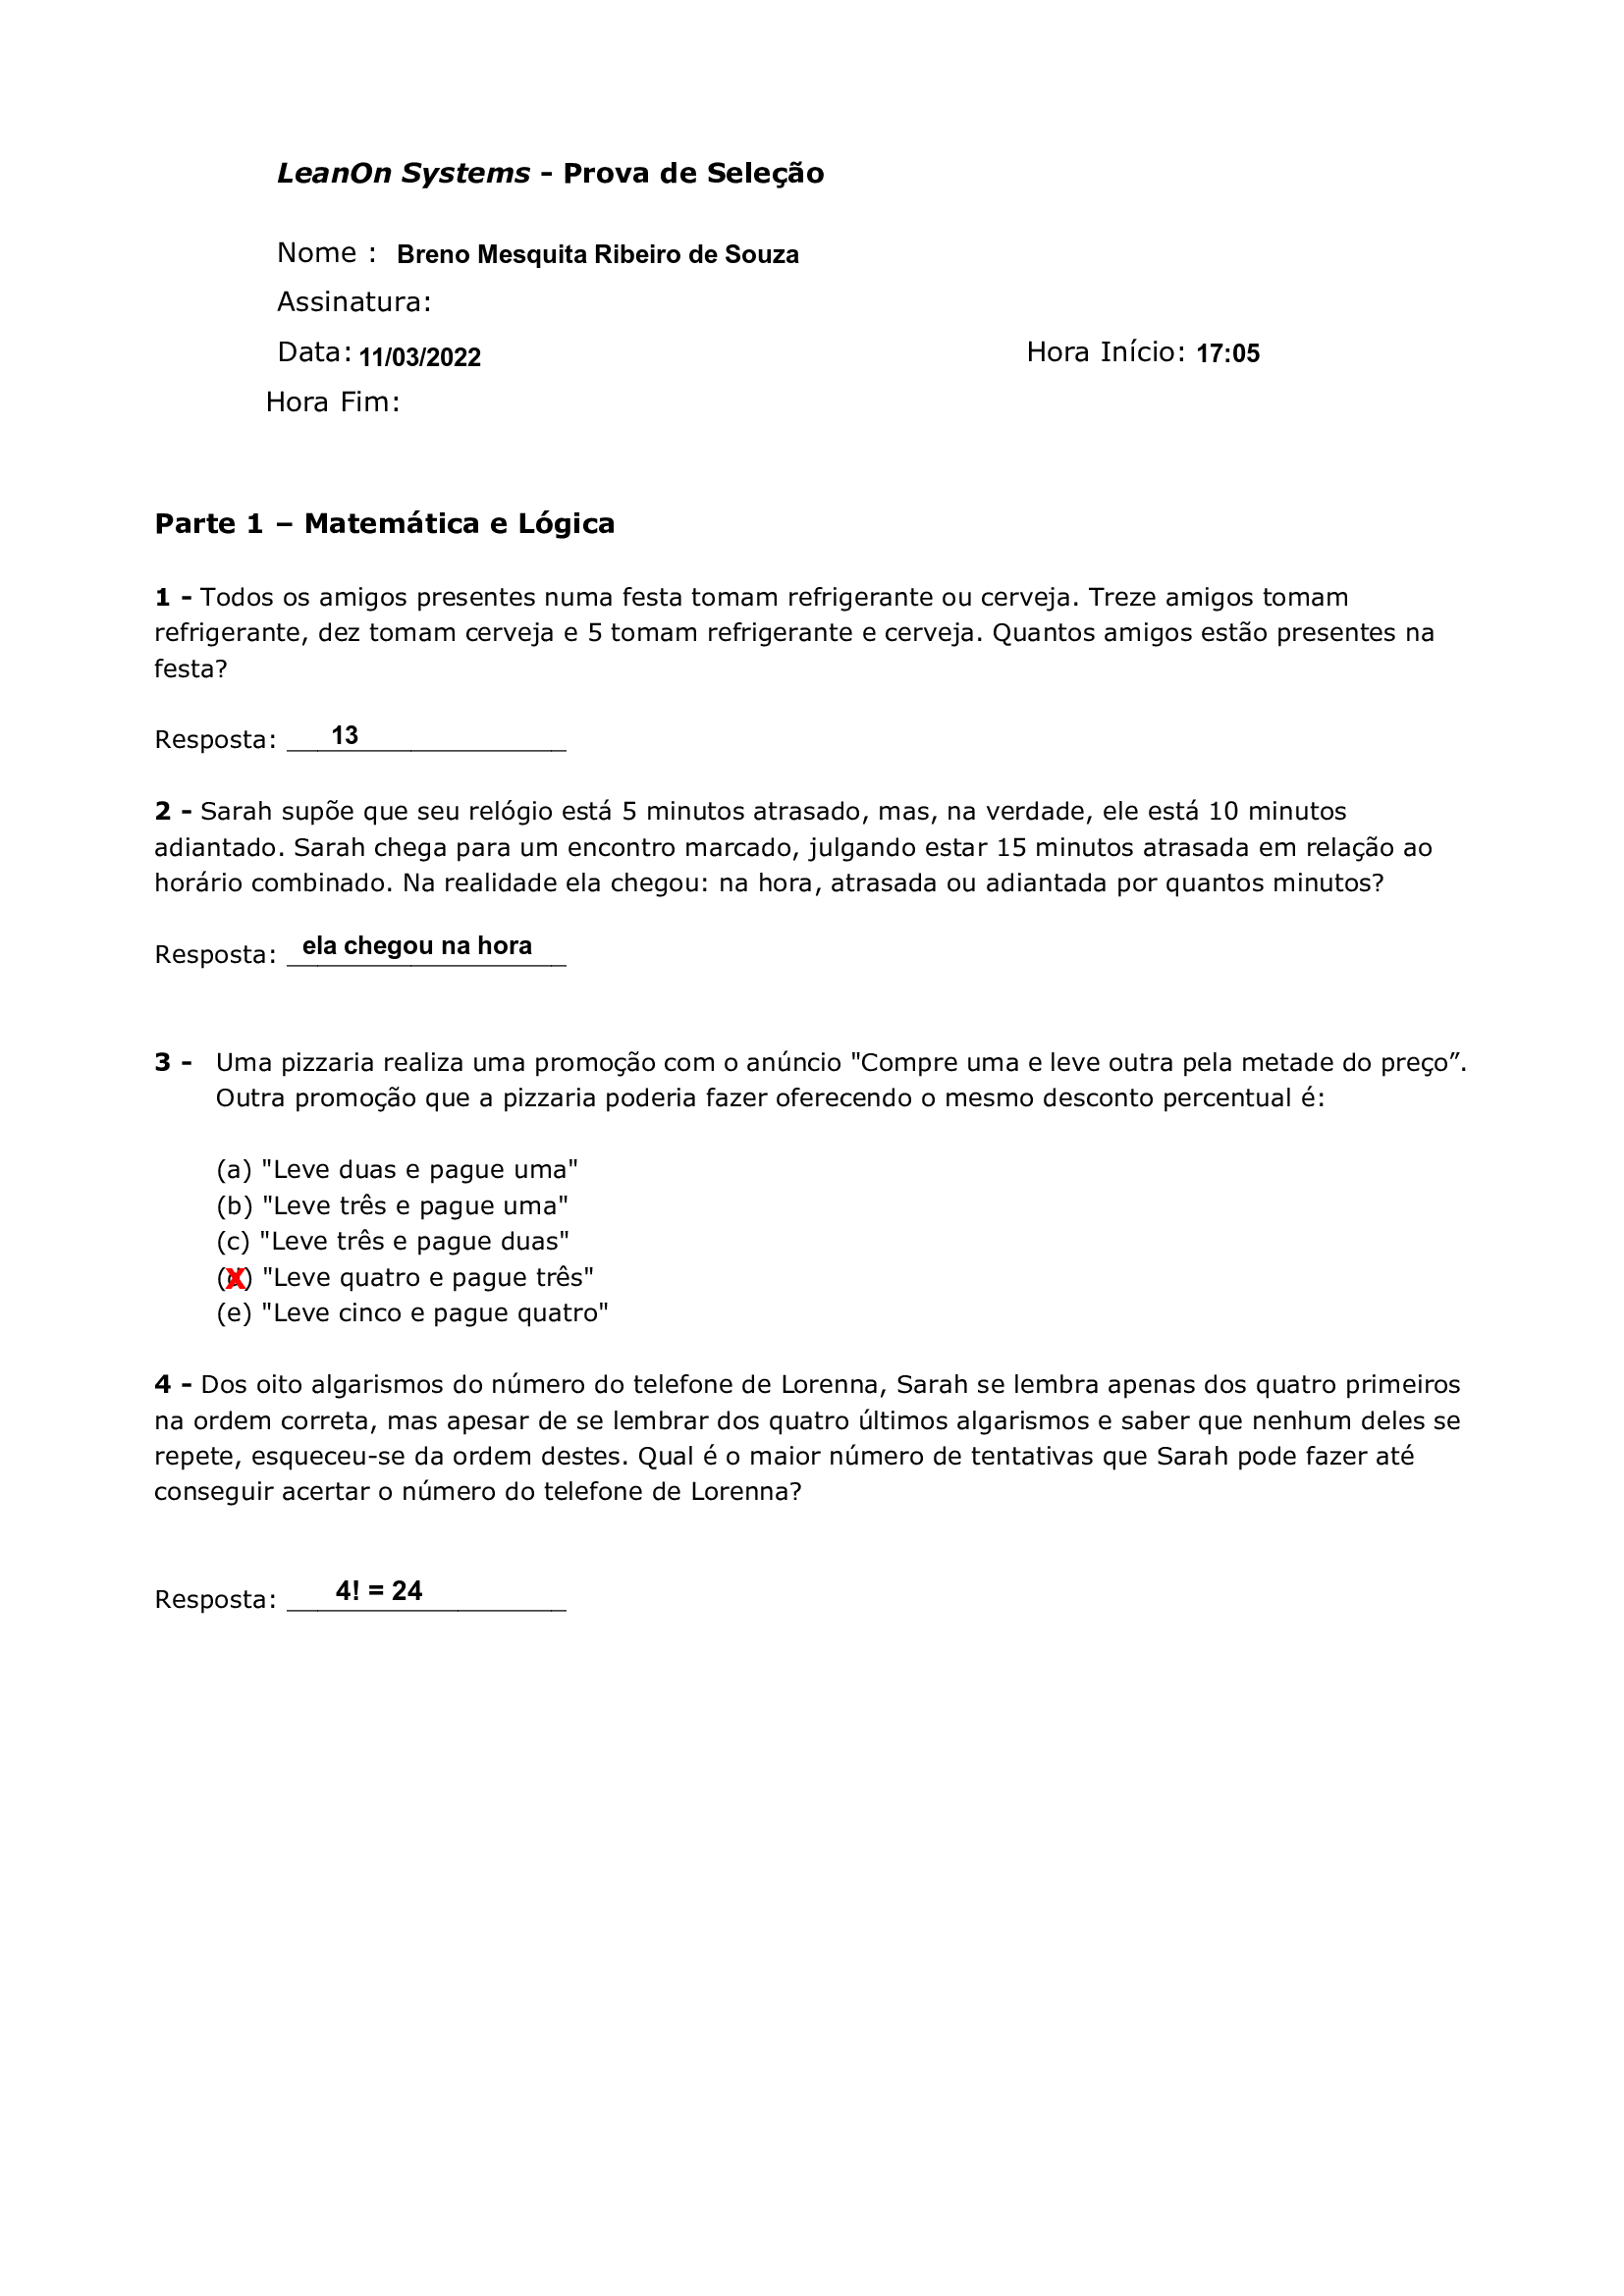 LeanOn Systems - Prova de Seleção
Nome : Breno Mesquita Ribeiro de Souza
Assinatura:
Data: 11/03/2022 Hora Início: 17:05
Hora Fim:
Parte 1 – Matemática e Lógica
1 - Todos os amigos presentes numa festa tomam refrigerante ou cerveja. Treze amigos tomam
refrigerante, dez tomam cerveja e 5 tomam refrigerante e cerveja. Quantos amigos estão presentes na
festa?
Resposta: 13
2 - Sarah supõe que seu relógio está 5 minutos atrasado, mas, na verdade, ele está 10 minutos
adiantado. Sarah chega para um encontro marcado, julgando estar 15 minutos atrasada em relação ao
horário combinado. Na realidade ela chegou: na hora, atrasada ou adiantada por quantos minutos?
Resposta: ela chegou na hora
3 - Uma pizzaria realiza uma promoção com o anúncio "Compre uma e leve outra pela metade do preço”.
Outra promoção que a pizzaria poderia fazer oferecendo o mesmo desconto percentual é:
(a) "Leve duas e pague uma"
(b) "Leve três e pague uma"
(c) "Leve três e pague duas"
(X) "Leve quatro e pague três"
(e) "Leve cinco e pague quatro"
4 - Dos oito algarismos do número do telefone de Lorenna, Sarah se lembra apenas dos quatro primeiros
na ordem correta, mas apesar de se lembrar dos quatro últimos algarismos e saber que nenhum deles se
repete, esqueceu-se da ordem destes. Qual é o maior número de tentativas que Sarah pode fazer até
conseguir acertar o número do telefone de Lorenna?
Resposta: 4! = 24